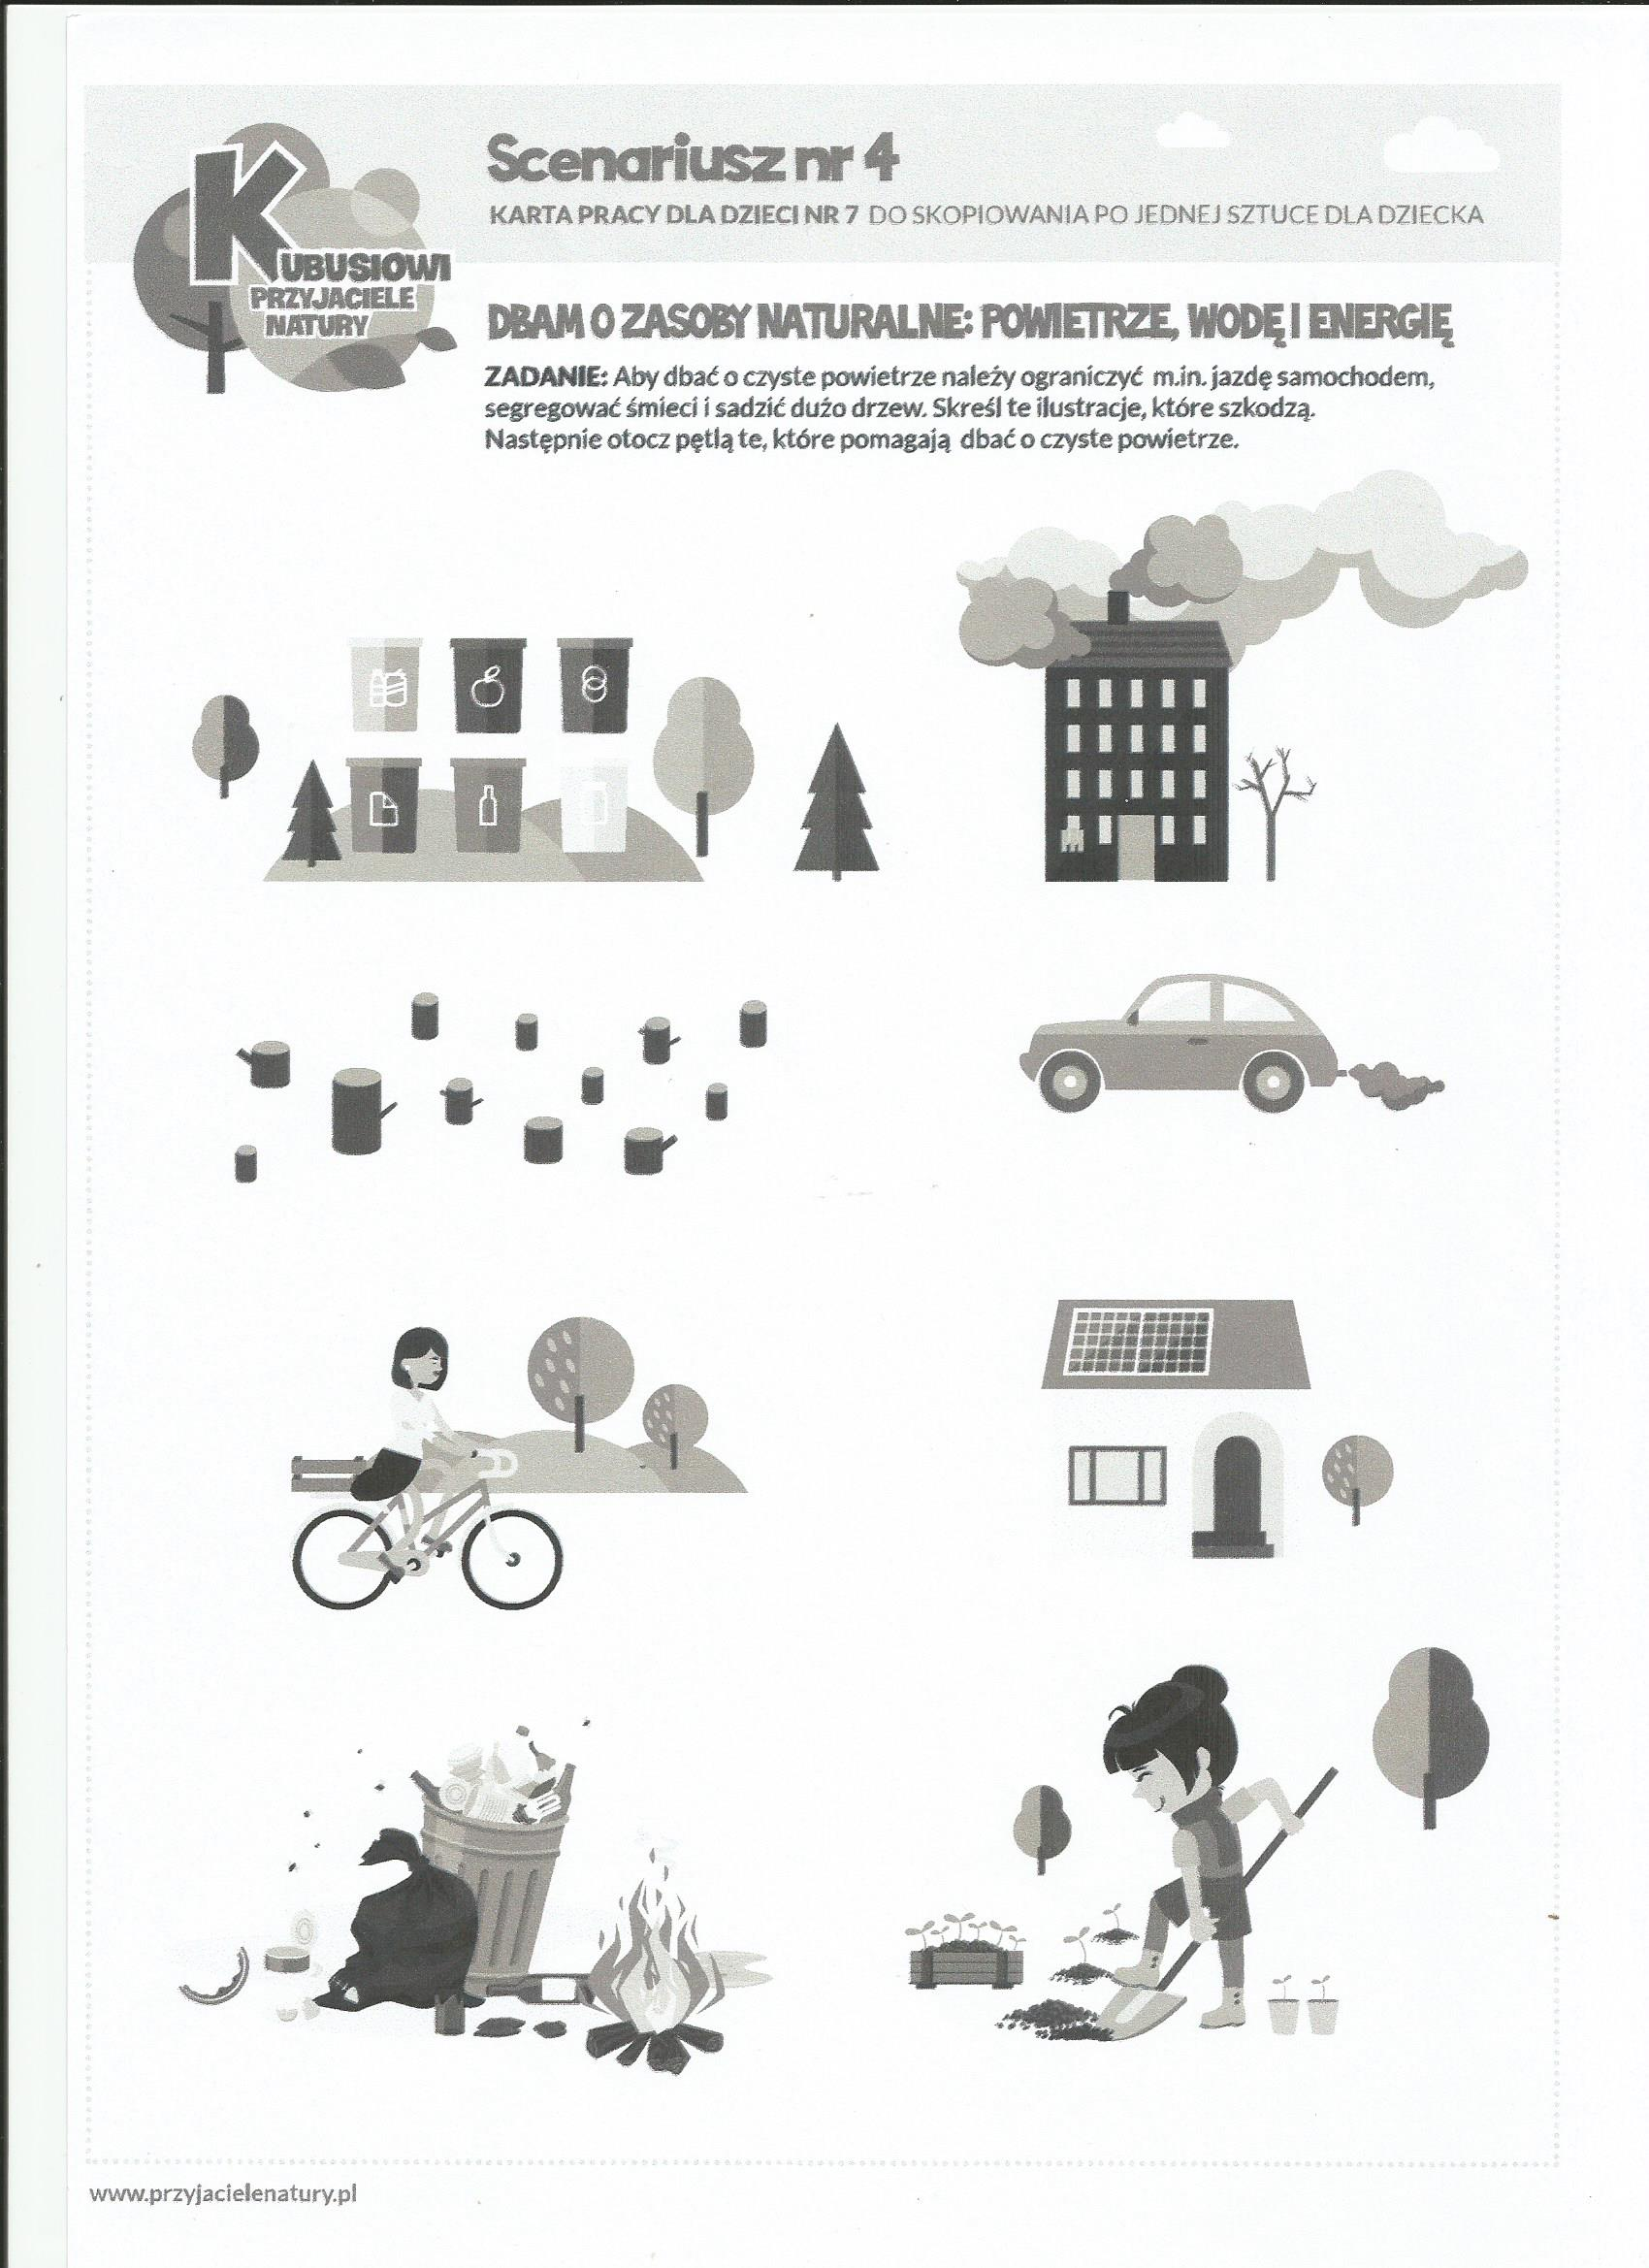 Scenariusz nr 4
KARTA PRACY DLA DZIECI NR 7 DO SKOPIOWANIA PO JEDNEJ SZTUCE DLA DZIECKA
KUBUSIOWI
PRZYJACIELE
NATURY
DBAM O ZASOBY NATURALNE: POWIETRZE, WODĘ I ENERGIĘ
ZADANIE: Aby dbać o czyste powietrze należy ograniczyć m.in. jazdę samochodem,
segregować śmieci i sadzić dużo drzew. Skreśl te ilustracje, które szkodzą.
Następnie otocz pętlą te, które pomagają dbać o czyste powietrze.
www.przyjacielenatury.pl